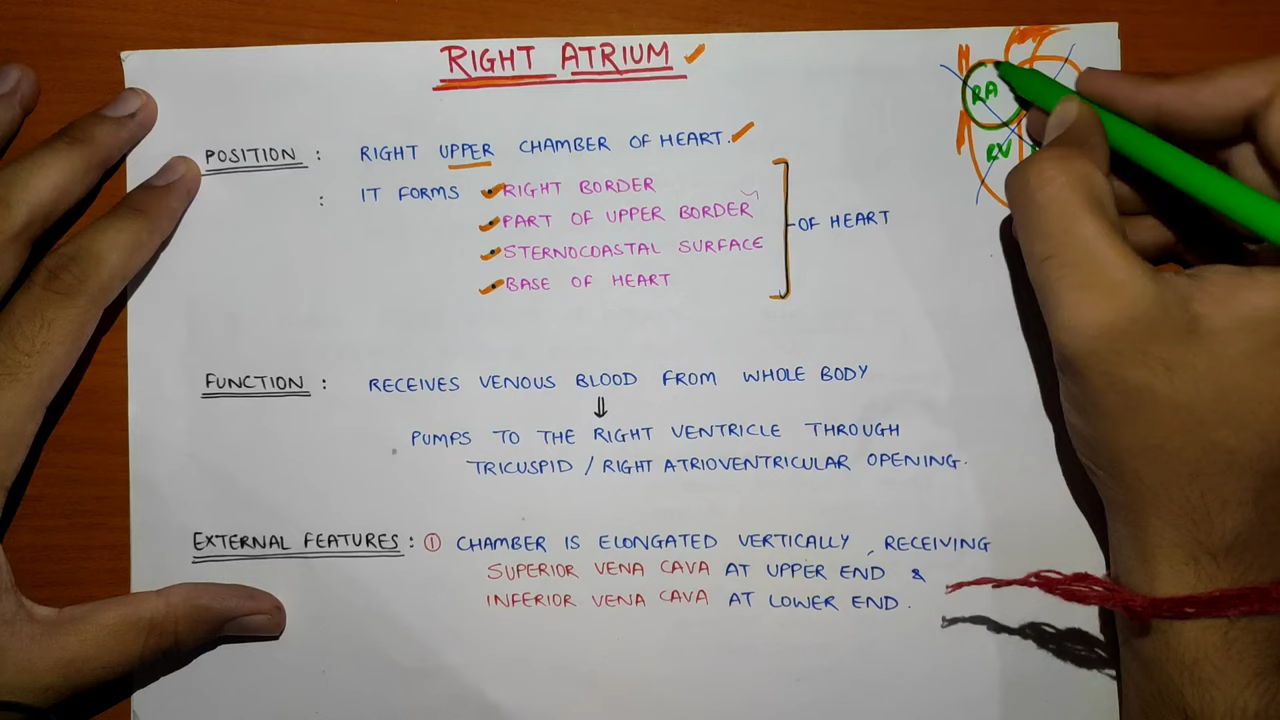 RIGHT ATRIUM
POSITION : RIGHT UPPER CHAMBER OF HEART.
: IT FORMS • RIGHT BORDER
• PART OF UPPER BORDER
• STERNOCOASTAL SURFACE
• BASE OF HEART
OF HEART
FUNCTION : RECEIVES VENOUS BLOOD FROM WHOLE BODY
⇓
PUMPS TO THE RIGHT VENTRICLE THROUGH
TRICUSPID / RIGHT ATRIOVENTRICULAR OPENING.
EXTERNAL FEATURES : ① CHAMBER IS ELONGATED VERTICALLY, RECEIVING
SUPERIOR VENA CAVA AT UPPER END &
INFERIOR VENA CAVA AT LOWER END.
RA
RV